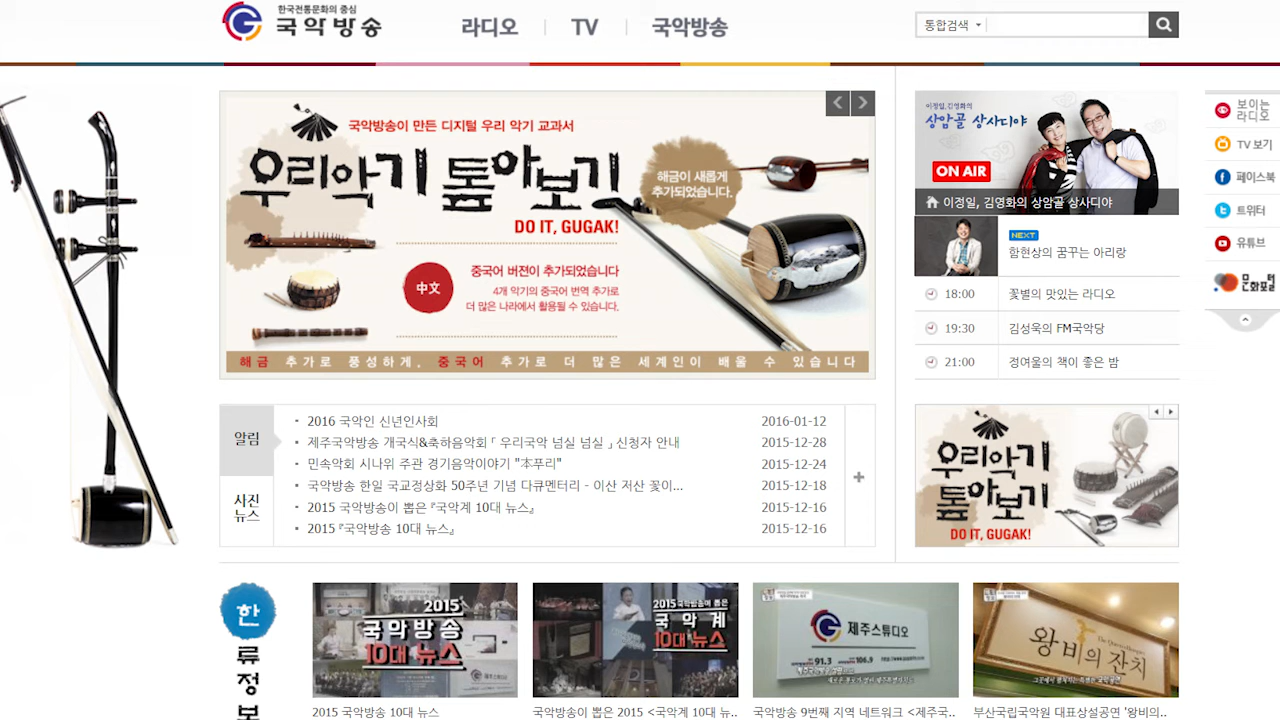 한국전통문화의 중심
국악방송
라디오
TV
국악방송
통합검색
국악방송이 만든 디지털 우리 악기 교과서
우리악기 톺아보기
해금이 새롭게
추가되었습니다.
DO IT, GUGAK!
中文
중국어 버젼이 추가되었습니다
4개 악기의 중국어 번역 추가로
더 많은 나라에서 활용될 수 있습니다.
해금 추가로 풍성하게, 중국어 추가로 더 많은 세계인이 배울 수 있습니다
이정일, 김영화의
상암골 상사디야
ON AIR
이정일, 김영화의 상암골 상사디야
NEXT
함현상의 꿈꾸는 아리랑
18:00 꽃별의 맛있는 라디오
19:30 김성욱의 FM국악당
21:00 정여울의 책이 좋은 밤
보이는
라디오
TV 보기
페이스북
트위터
유튜브
문화포털
알림
사진
뉴스
2016 국악인 신년인사회 2016-01-12
제주국악방송 개국식&축하음악회「 우리국악 넘실 넘실 」신청자 안내 2015-12-28
민속악회 시나위 주관 경기음악이야기 "本푸리" 2015-12-24
국악방송 한일 국교정상화 50주년 기념 다큐멘터리 - 이산 저산 꽃이... 2015-12-18
2015 국악방송이 뽑은『국악계 10대 뉴스』 2015-12-16
2015『국악방송 10대 뉴스』 2015-12-16
우리악기
톺아보기
DO IT, GUGAK!
한
류정보
2015
국악방송
10대 뉴스
2015 국악방송이 뽑은
국악계
10대 뉴스
제주스튜디오
91.3
106.9
왕비의 잔치
2015 국악방송 10대 뉴스
국악방송이 뽑은 2015 <국악계 10대 뉴..
국악방송 9번째 지역 네트워크 <제주국..
부산국립국악원 대표상설공연 '왕비의..